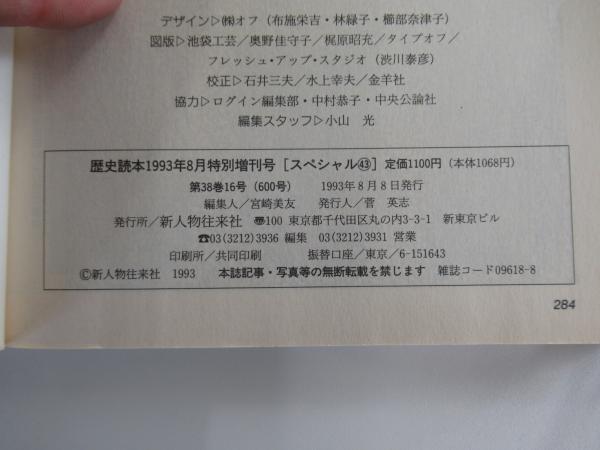 デザイン▷㈱オフ（布施栄吉・林緑子・櫛部奈津子）
図版▷池袋工芸／奥野佳守子／梶原昭充／タイプオフ／
フレッシュ・アップ・スタジオ（渋川泰彦）
校正▷石井三夫／水上幸夫／金羊社
協力▷ログイン編集部・中村恭子・中央公論社
編集スタッフ▷小山　光
歴史読本1993年8月特別増刊号［スペシャル㊸］定価1100円（本体1068円）
第38巻16号（600号）　1993年8月8日発行
編集人／宮崎美友　発行人／菅　英志
発行所／新人物往来社　〠100　東京都千代田区丸の内3-3-1　新東京ビル
☎03(3212)3936 編集　03(3212)3931 営業
印刷所／共同印刷　振替口座／東京／6-151643
©新人物往来社　1993　本誌記事・写真等の無断転載を禁じます　雑誌コード09618-8
284